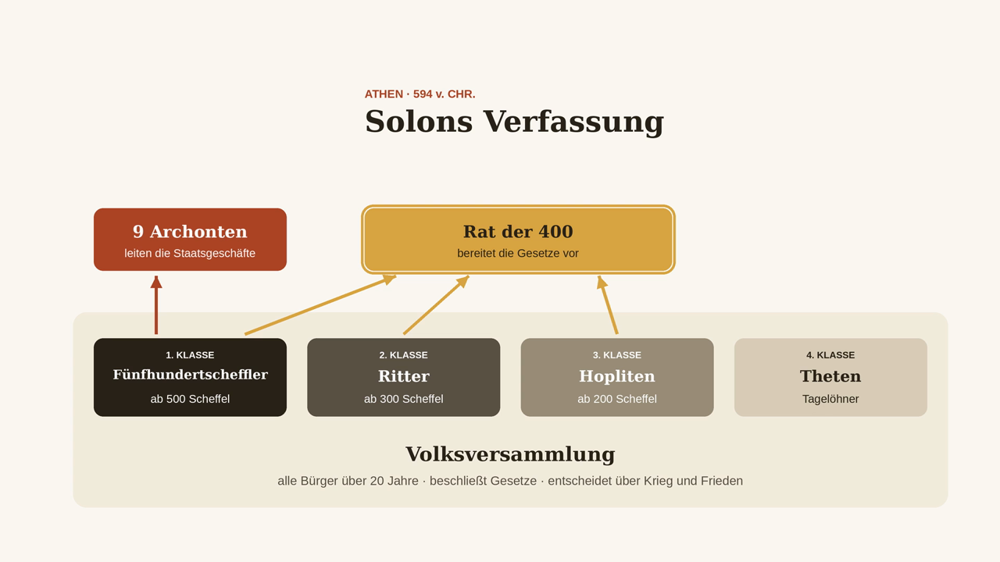 ATHEN · 594 v. CHR.
Solons Verfassung
9 Archonten
leiten die Staatsgeschäfte
Rat der 400
bereitet die Gesetze vor
1. KLASSE
Fünfhundertscheffler
ab 500 Scheffel
2. KLASSE
Ritter
ab 300 Scheffel
3. KLASSE
Hopliten
ab 200 Scheffel
4. KLASSE
Theten
Tagelöhner
Volksversammlung
alle Bürger über 20 Jahre · beschließt Gesetze · entscheidet über Krieg und Frieden